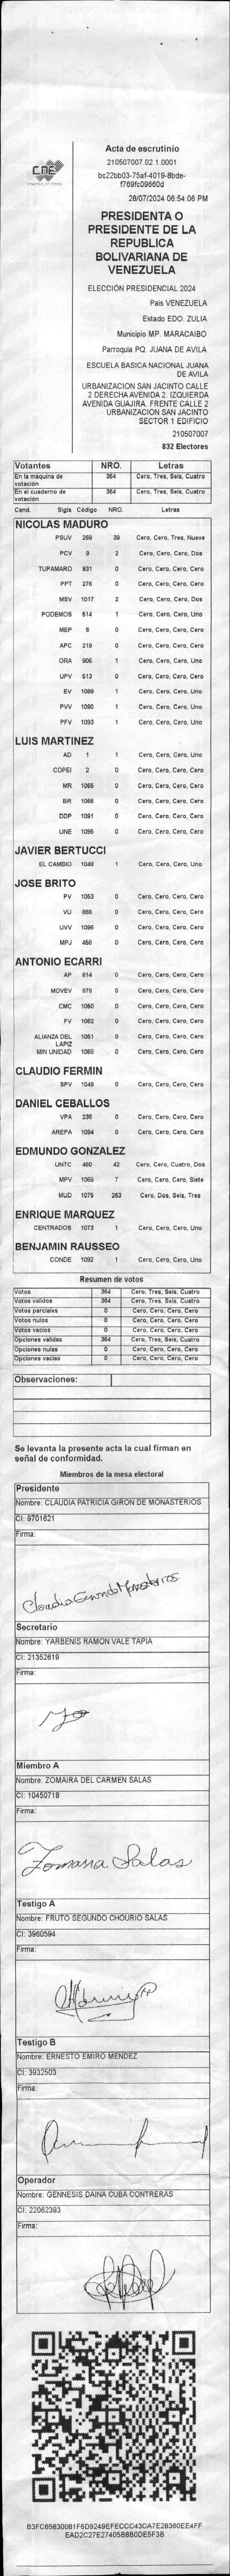 CNE
Acta de escrutinio
210507007.02.1.0001
bc22bb03-75af-4019-8bde-
f769fc09660d
28/07/2024 06:54:06 PM
PRESIDENTA O
PRESIDENTE DE LA
REPUBLICA
BOLIVARIANA DE
VENEZUELA
ELECCIÓN PRESIDENCIAL 2024
País VENEZUELA
Estado EDO. ZULIA
Municipio MP. MARACAIBO
Parroquia PQ. JUANA DE AVILA
ESCUELA BASICA NACIONAL JUANA
DE AVILA
URBANIZACION SAN JACINTO CALLE
2 DERECHA AVENIDA 2. IZQUIERDA
AVENIDA GUAJIRA. FRENTE CALLE 2
URBANIZACION SAN JACINTO
SECTOR 1 EDIFICIO
210507007
832 Electores
Votantes NRO. Letras
En la máquina de votación 364 Cero, Tres, Seis, Cuatro
En el cuaderno de votación 364 Cero, Tres, Seis, Cuatro
Cand. Sigla Código NRO. Letras
NICOLAS MADURO
PSUV 269 39 Cero, Cero, Tres, Nueve
PCV 9 2 Cero, Cero, Cero, Dos
TUPAMARO 931 0 Cero, Cero, Cero, Cero
PPT 276 0 Cero, Cero, Cero, Cero
MSV 1017 2 Cero, Cero, Cero, Dos
PODEMOS 514 1 Cero, Cero, Cero, Uno
MEP 6 0 Cero, Cero, Cero, Cero
APC 219 0 Cero, Cero, Cero, Cero
ORA 906 1 Cero, Cero, Cero, Uno
UPV 513 0 Cero, Cero, Cero, Cero
EV 1089 1 Cero, Cero, Cero, Uno
PVV 1090 1 Cero, Cero, Cero, Uno
PFV 1093 1 Cero, Cero, Cero, Uno
LUIS MARTINEZ
AD 1 1 Cero, Cero, Cero, Uno
COPEI 2 0 Cero, Cero, Cero, Cero
MR 1065 0 Cero, Cero, Cero, Cero
BR 1066 0 Cero, Cero, Cero, Cero
DDP 1091 0 Cero, Cero, Cero, Cero
UNE 1095 0 Cero, Cero, Cero, Cero
JAVIER BERTUCCI
EL CAMBIO 1048 1 Cero, Cero, Cero, Uno
JOSE BRITO
PV 1053 0 Cero, Cero, Cero, Cero
VU 868 0 Cero, Cero, Cero, Cero
UVV 1096 0 Cero, Cero, Cero, Cero
MPJ 458 0 Cero, Cero, Cero, Cero
ANTONIO ECARRI
AP 814 0 Cero, Cero, Cero, Cero
MOVEV 878 0 Cero, Cero, Cero, Cero
CMC 1050 0 Cero, Cero, Cero, Cero
FV 1062 0 Cero, Cero, Cero, Cero
ALIANZA DEL LAPIZ 1061 0 Cero, Cero, Cero, Cero
MIN UNIDAD 1068 0 Cero, Cero, Cero, Cero
CLAUDIO FERMIN
SPV 1049 0 Cero, Cero, Cero, Cero
DANIEL CEBALLOS
VPA 236 0 Cero, Cero, Cero, Cero
AREPA 1094 0 Cero, Cero, Cero, Cero
EDMUNDO GONZALEZ
UNTC 460 42 Cero, Cero, Cuatro, Dos
MPV 1069 7 Cero, Cero, Cero, Siete
MUD 1075 263 Cero, Dos, Seis, Tres
ENRIQUE MARQUEZ
CENTRADOS 1073 1 Cero, Cero, Cero, Uno
BENJAMIN RAUSSEO
CONDE 1092 1 Cero, Cero, Cero, Uno
Resumen de votos
Votos 364 Cero, Tres, Seis, Cuatro
Votos validos 364 Cero, Tres, Seis, Cuatro
Votos parciales 0 Cero, Cero, Cero, Cero
Votos nulos 0 Cero, Cero, Cero, Cero
Votos vacios 0 Cero, Cero, Cero, Cero
Opciones validas 364 Cero, Tres, Seis, Cuatro
Opciones nulas 0 Cero, Cero, Cero, Cero
Opciones vacias 0 Cero, Cero, Cero, Cero
Observaciones:
Se levanta la presente acta la cual firman en
señal de conformidad.
Miembros de la mesa electoral
Presidente
Nombre: CLAUDIA PATRICIA GIRON DE MONASTERIOS
CI: 9701621
Firma:
Claudia Giron de Monasterios
Secretario
Nombre: YARBENIS RAMON VALE TAPIA
CI: 21352619
Firma:
Miembro A
Nombre: ZOMAIRA DEL CARMEN SALAS
CI: 10450718
Firma:
Zomaira Salas
Testigo A
Nombre: FRUTO SEGUNDO CHOURIO SALAS
CI: 3960594
Firma:
Testigo B
Nombre: ERNESTO EMIRO MENDEZ
CI: 3932503
Firma:
Operador
Nombre: GENNESIS DAINA CUBA CONTRERAS
CI: 22062393
Firma:
B3FC65830081F6D9249EFECCC43CA7E28360EE4FF
EAD2C27E27405B8B0DE5F3B